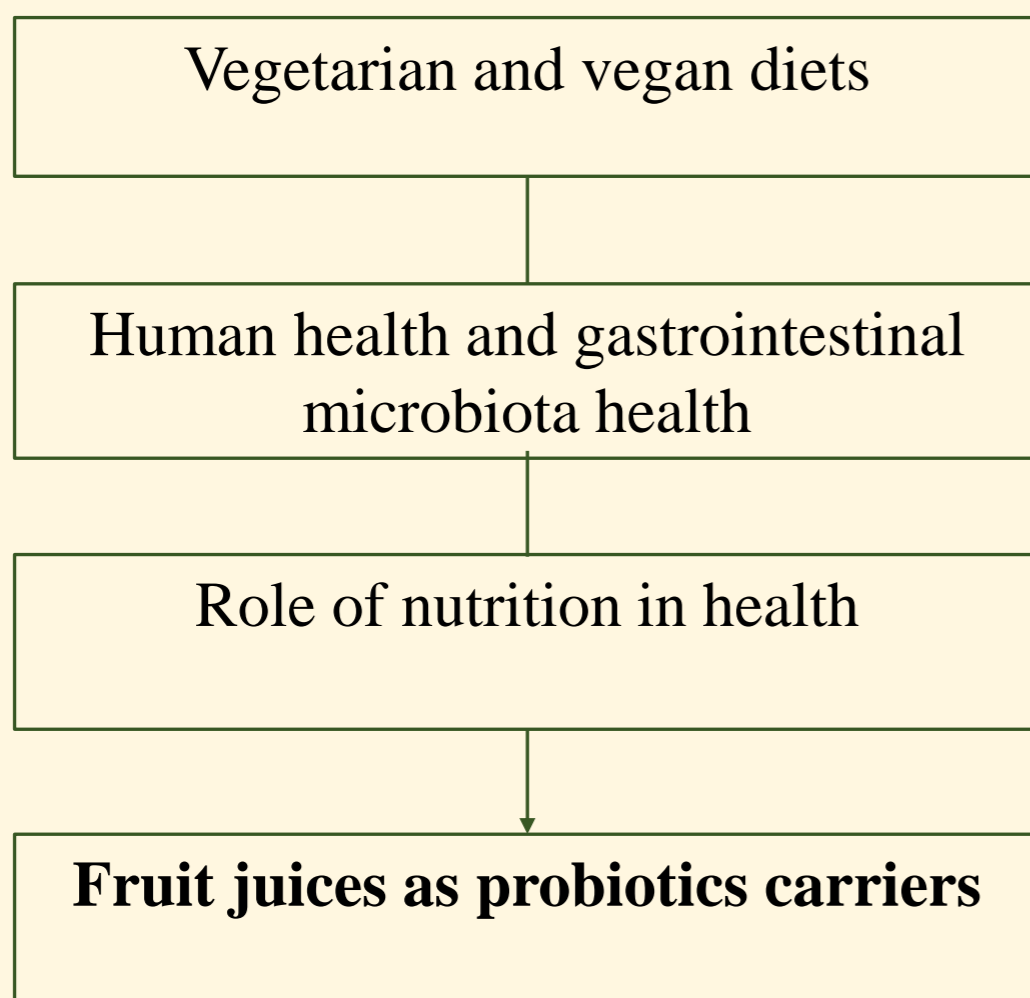 Vegetarian and vegan diets
Human health and gastrointestinal
microbiota health
Role of nutrition in health
Fruit juices as probiotics carriers